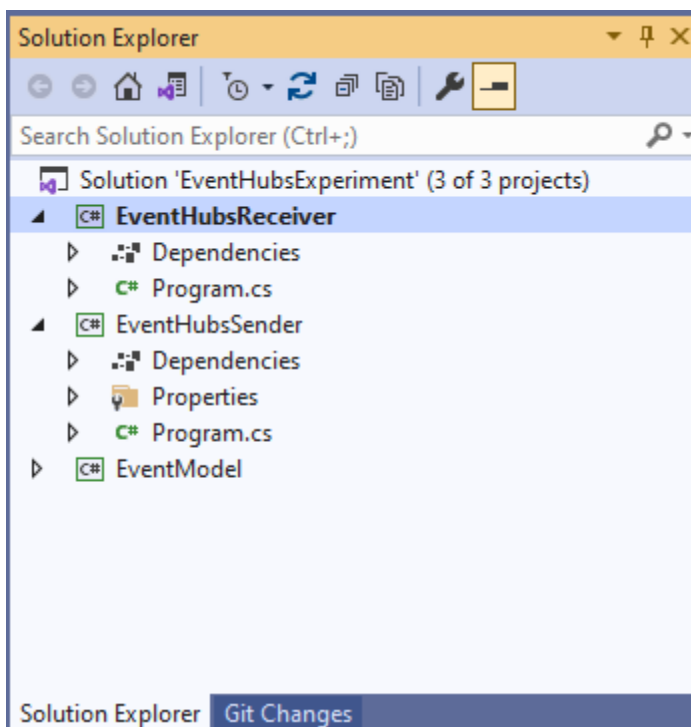 Solution Explorer
Search Solution Explorer (Ctrl+;)
Solution 'EventHubsExperiment' (3 of 3 projects)
C# EventHubsReceiver
Dependencies
C# Program.cs
C# EventHubsSender
Dependencies
Properties
C# Program.cs
C# EventModel
Solution Explorer Git Changes